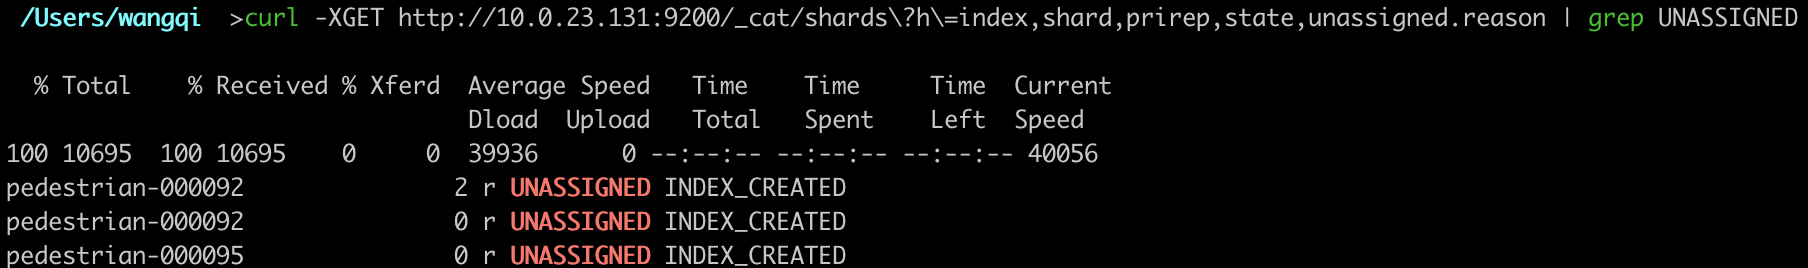 /Users/wangqi  >curl -XGET http://10.0.23.131:9200/_cat/shards\?h\=index,shard,prirep,state,unassigned.reason | grep UNASSIGNED
  % Total    % Received % Xferd  Average Speed   Time    Time     Time  Current
                                 Dload  Upload   Total   Spent    Left  Speed
100 10695  100 10695    0     0  39936      0 --:--:-- --:--:-- --:--:-- 40056
pedestrian-000092               2 r UNASSIGNED INDEX_CREATED
pedestrian-000092               0 r UNASSIGNED INDEX_CREATED
pedestrian-000095               0 r UNASSIGNED INDEX_CREATED